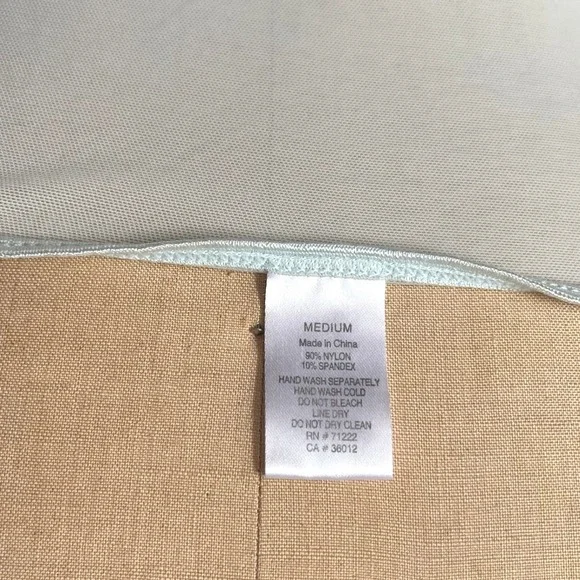 MEDIUM
Made in China
90% NYLON
10% SPANDEX
HAND WASH SEPARATELY
HAND WASH COLD
DO NOT BLEACH
LINE DRY
DO NOT DRY CLEAN
RN # 71222
CA # 36012